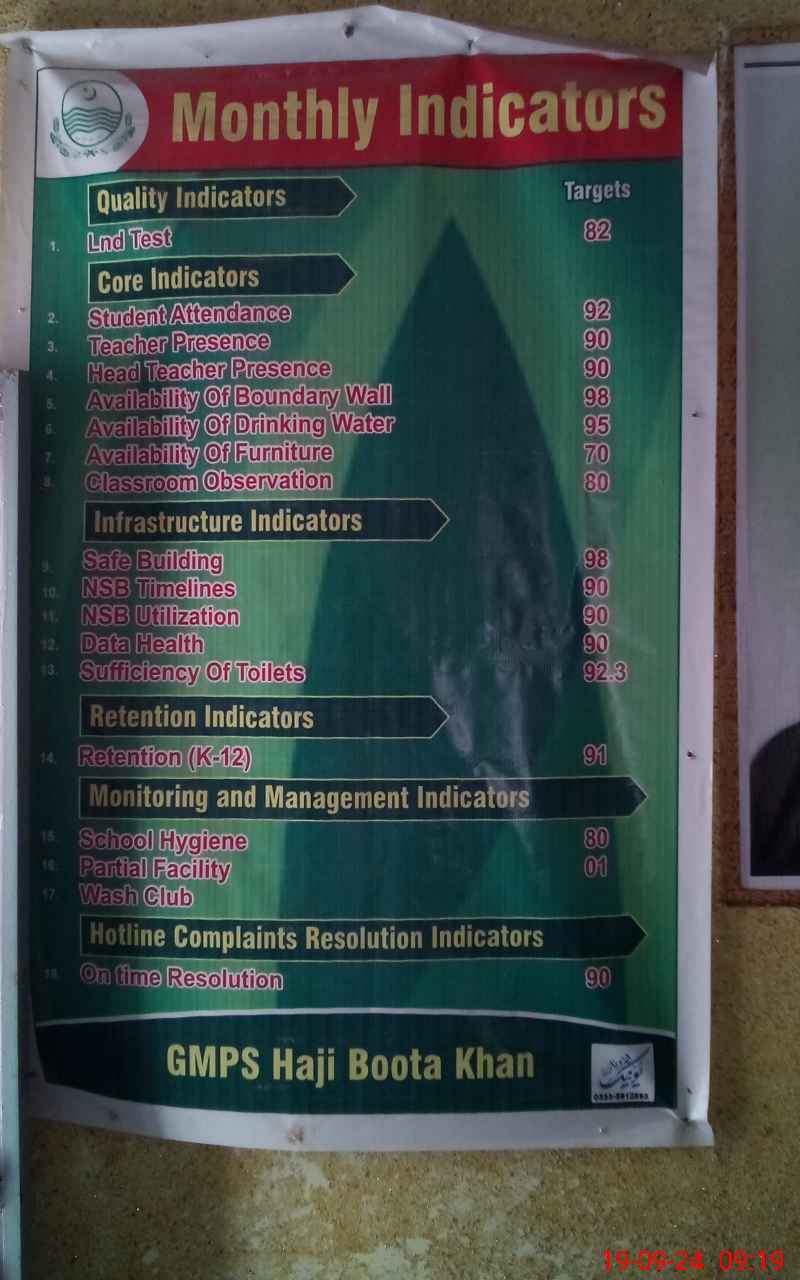 Monthly Indicators
Quality Indicators Targets
1. Lnd Test 82
Core Indicators
2. Student Attendance 92
3. Teacher Presence 90
4. Head Teacher Presence 90
5. Availability Of Boundary Wall 98
6. Availability Of Drinking Water 95
7. Availability Of Furniture 70
8. Classroom Observation 80
Infrastructure Indicators
9. Safe Building 98
10. NSB Timelines 90
11. NSB Utilization 90
12. Data Health 90
13. Sufficiency Of Toilets 92.3
Retention Indicators
14. Retention (K-12) 91
Monitoring and Management Indicators
15. School Hygiene 80
16. Partial Facility 01
17. Wash Club
Hotline Complaints Resolution Indicators
18. On time Resolution 90
GMPS Haji Boota Khan
19-09-24 09:19